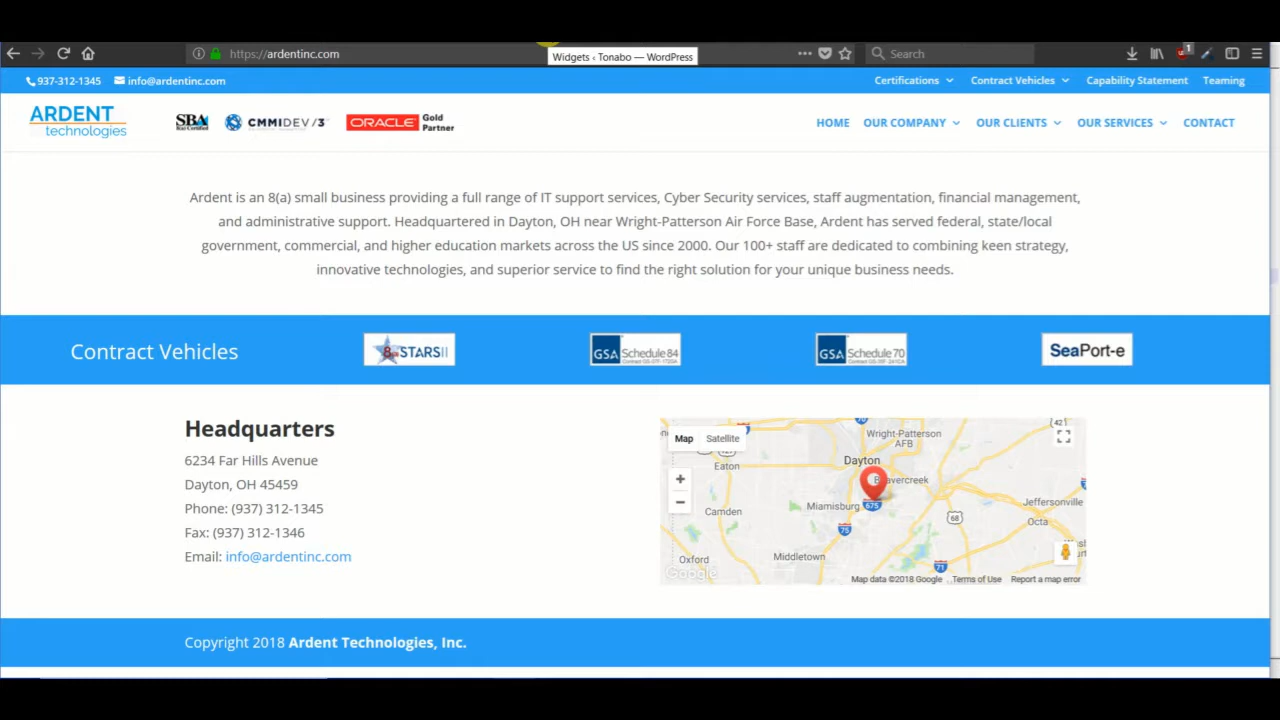 https://ardentinc.com
Widgets ‹ Tonabo — WordPress
Search
1
937-312-1345
info@ardentinc.com
Certifications
Contract Vehicles
Capability Statement
Teaming
ARDENT
technologies
SBA
CMMIDEV/3
ORACLE
Gold
Partner
HOME
OUR COMPANY
OUR CLIENTS
OUR SERVICES
CONTACT
Ardent is an 8(a) small business providing a full range of IT support services, Cyber Security services, staff augmentation, financial management,
and administrative support. Headquartered in Dayton, OH near Wright-Patterson Air Force Base, Ardent has served federal, state/local
government, commercial, and higher education markets across the US since 2000. Our 100+ staff are dedicated to combining keen strategy,
innovative technologies, and superior service to find the right solution for your unique business needs.
Contract Vehicles
STARSII
GSA Schedule 84
GSA Schedule 70
SeaPort-e
Headquarters
6234 Far Hills Avenue
Dayton, OH 45459
Phone: (937) 312-1345
Fax: (937) 312-1346
Email: info@ardentinc.com
Map
Satellite
Wright-Patterson
AFB
Dayton
Eaton
Beavercreek
Camden
Miamisburg
675
Jeffersonville
68
Octa
75
Middletown
Oxford
71
Google
Map data ©2018 Google
Terms of Use
Report a map error
Copyright 2018 Ardent Technologies, Inc.